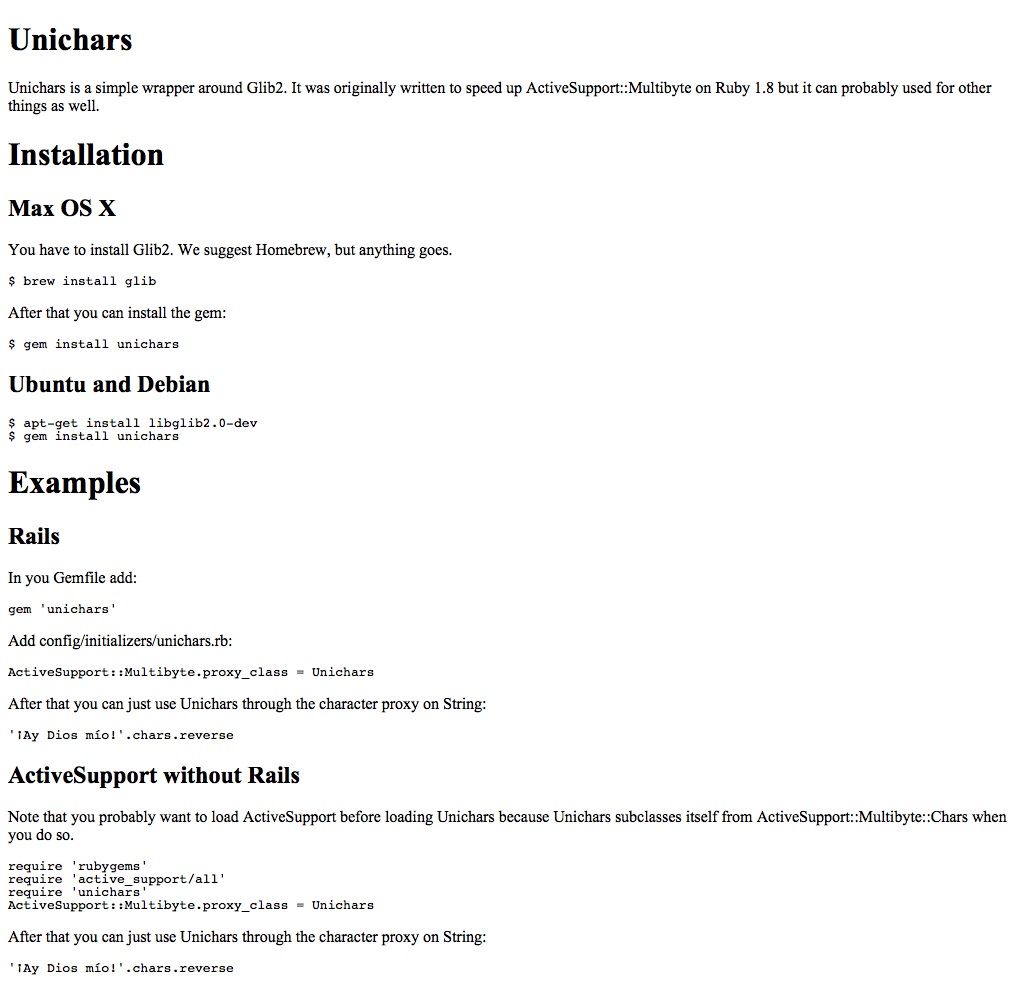 Unichars
Unichars is a simple wrapper around Glib2. It was originally written to speed up ActiveSupport::Multibyte on Ruby 1.8 but it can probably used for other
things as well.
Installation
Max OS X
You have to install Glib2. We suggest Homebrew, but anything goes.
$ brew install glib
After that you can install the gem:
$ gem install unichars
Ubuntu and Debian
$ apt-get install libglib2.0-dev
$ gem install unichars
Examples
Rails
In you Gemfile add:
gem 'unichars'
Add config/initializers/unichars.rb:
ActiveSupport::Multibyte.proxy_class = Unichars
After that you can just use Unichars through the character proxy on String:
'¡Ay Dios mío!'.chars.reverse
ActiveSupport without Rails
Note that you probably want to load ActiveSupport before loading Unichars because Unichars subclasses itself from ActiveSupport::Multibyte::Chars when
you do so.
require 'rubygems'
require 'active_support/all'
require 'unichars'
ActiveSupport::Multibyte.proxy_class = Unichars
After that you can just use Unichars through the character proxy on String:
'¡Ay Dios mío!'.chars.reverse